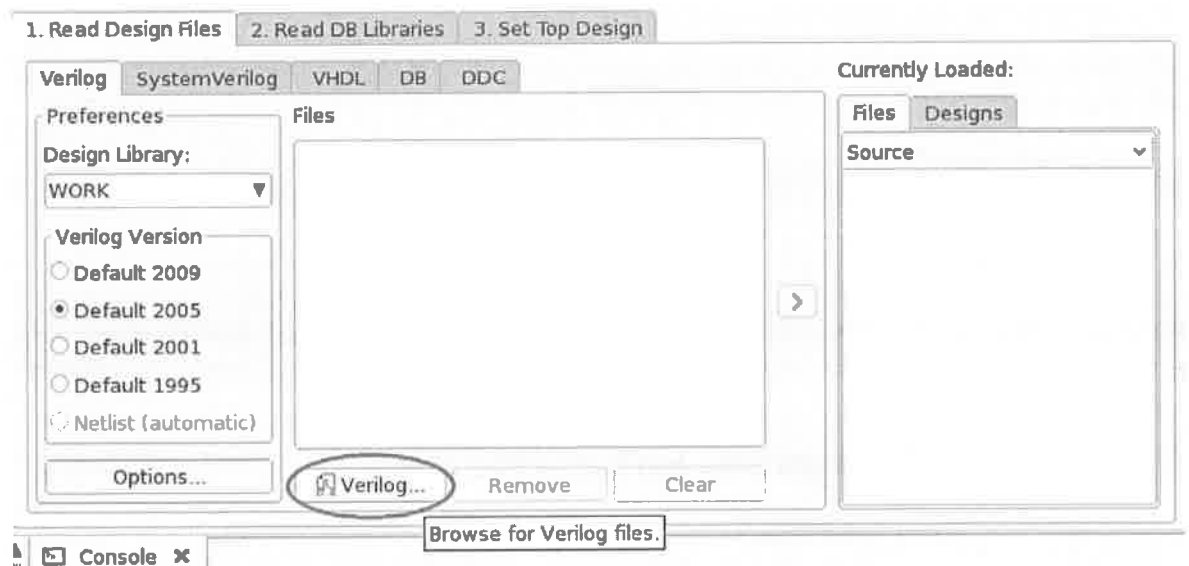 1. Read Design Files 2. Read DB Libraries 3. Set Top Design
Verilog SystemVerilog VHDL DB DDC
Preferences
Design Library:
WORK
Verilog Version
Default 2009
Default 2005
Default 2001
Default 1995
Netlist (automatic)
Options...
Files
Verilog... Remove Clear
Browse for Verilog files.
Currently Loaded:
Files Designs
Source
Console